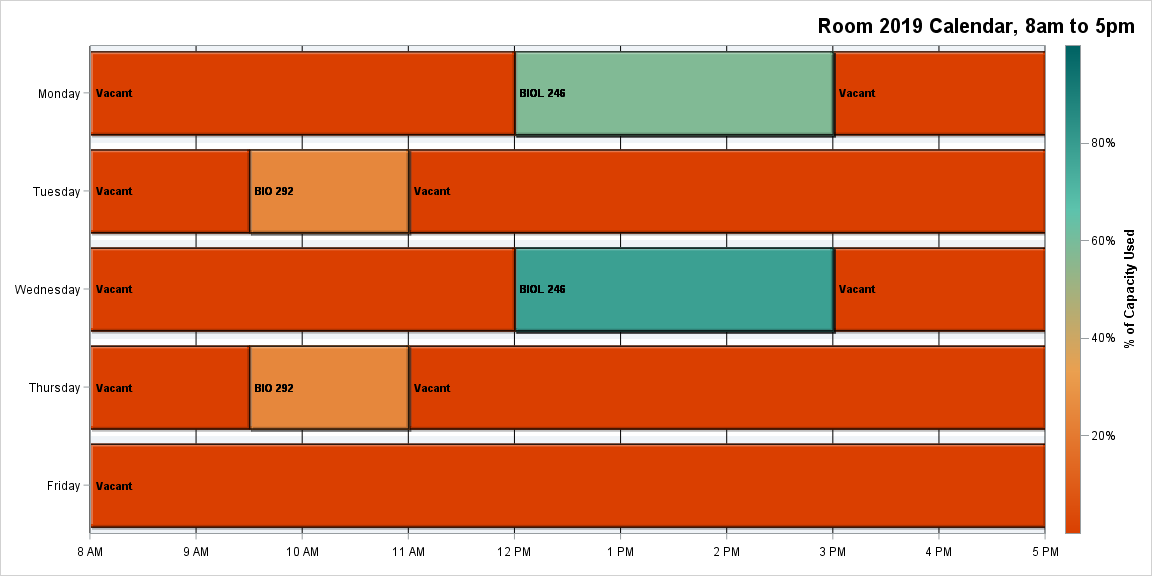 Room 2019 Calendar, 8am to 5pm
Monday
Vacant
BIOL 246
Vacant
Tuesday
Vacant
BIO 292
Vacant
Wednesday
Vacant
BIOL 246
Vacant
Thursday
Vacant
BIO 292
Vacant
Friday
Vacant
8 AM
9 AM
10 AM
11 AM
12 PM
1 PM
2 PM
3 PM
4 PM
5 PM
80%
60%
40%
20%
% of Capacity Used